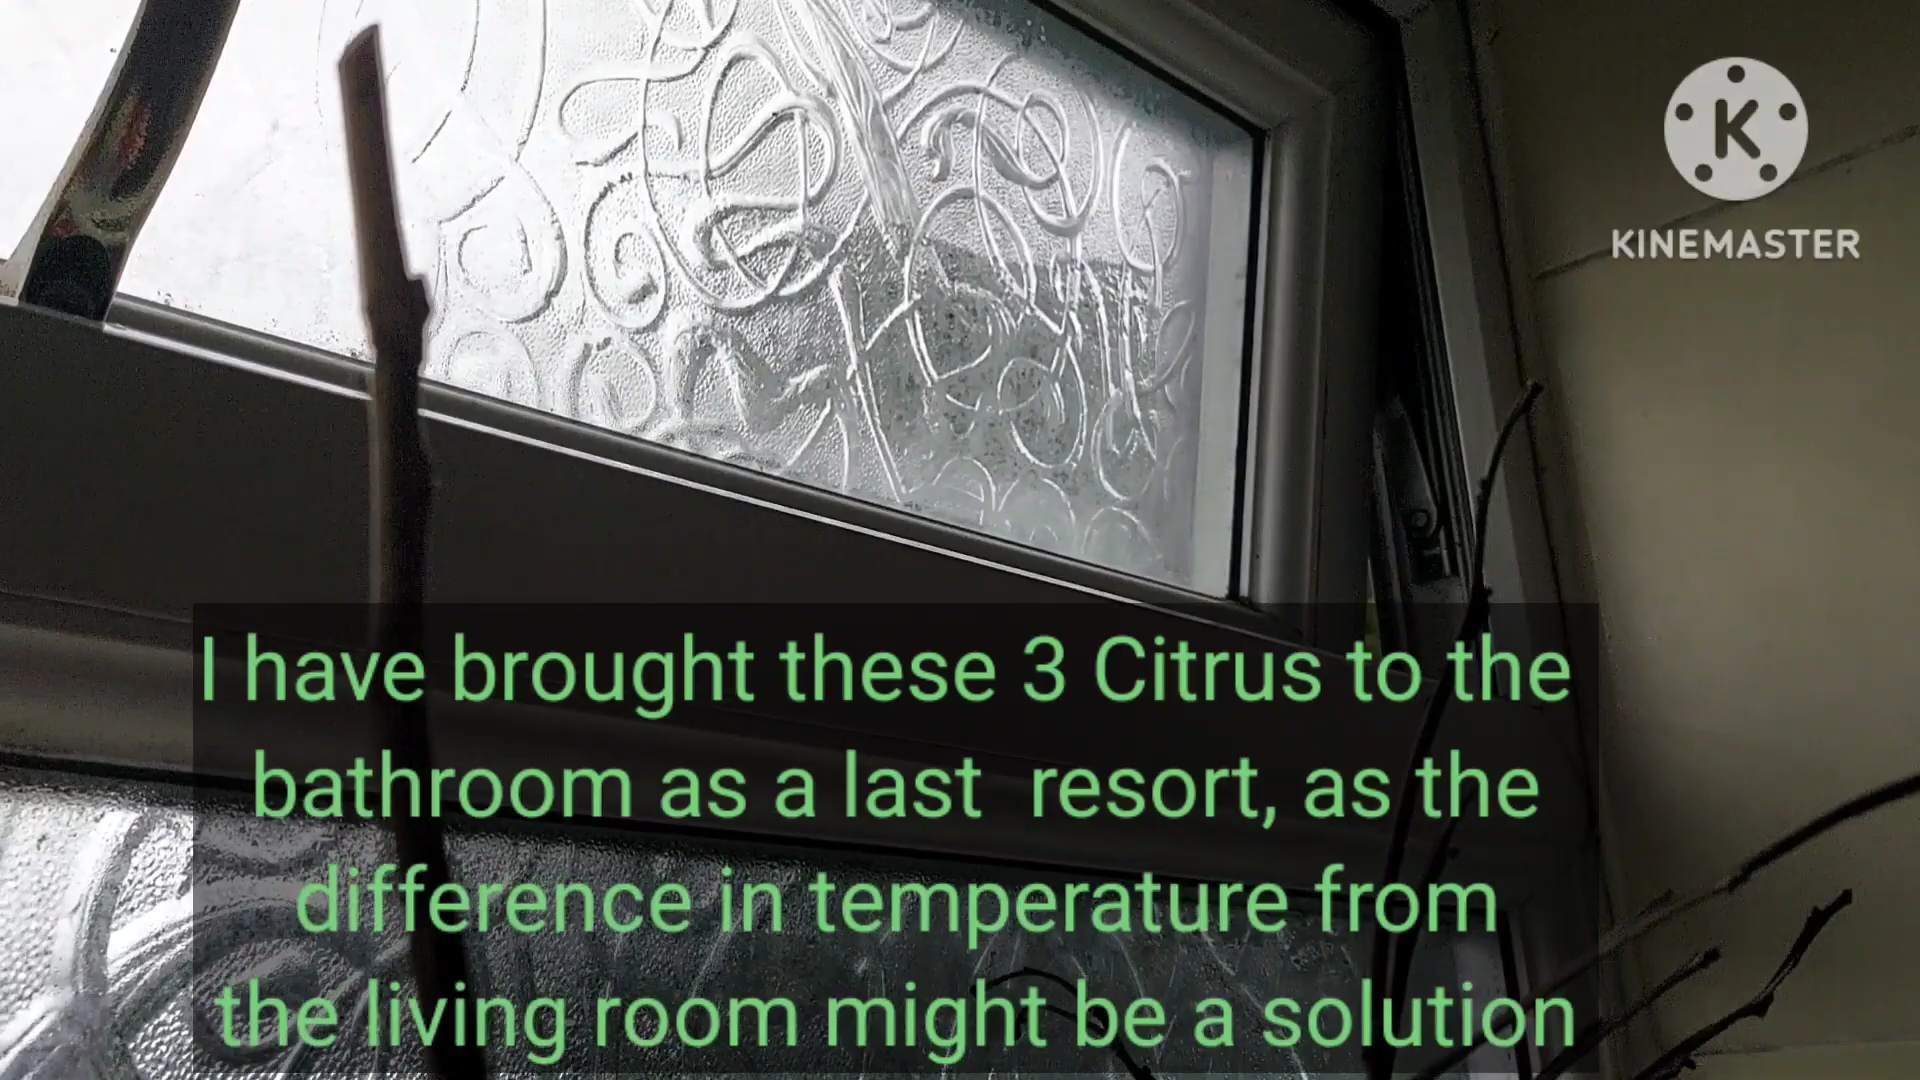 K
KINEMASTER
I have brought these 3 Citrus to the
bathroom as a last resort, as the
difference in temperature from
the living room might be a solution